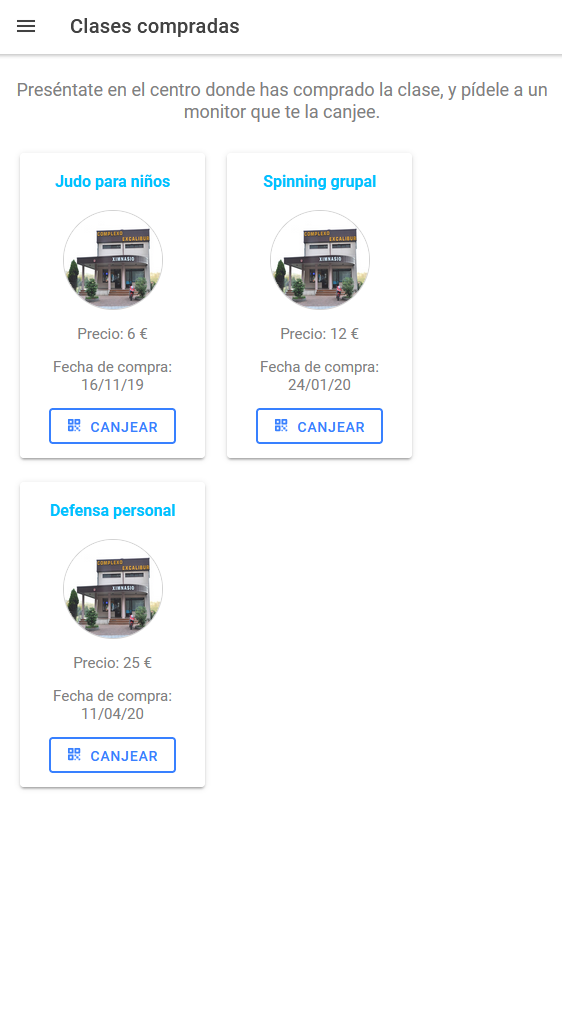 Clases compradas
Preséntate en el centro donde has comprado la clase, y pídele a un
monitor que te la canjee.
Judo para niños
COMPLEXO
EXCALIBUR
XIMNASIO
Precio: 6 €
Fecha de compra:
16/11/19
CANJEAR
Spinning grupal
COMPLEXO
EXCALIBUR
XIMNASIO
Precio: 12 €
Fecha de compra:
24/01/20
CANJEAR
Defensa personal
COMPLEXO
EXCALIBUR
XIMNASIO
Precio: 25 €
Fecha de compra:
11/04/20
CANJEAR